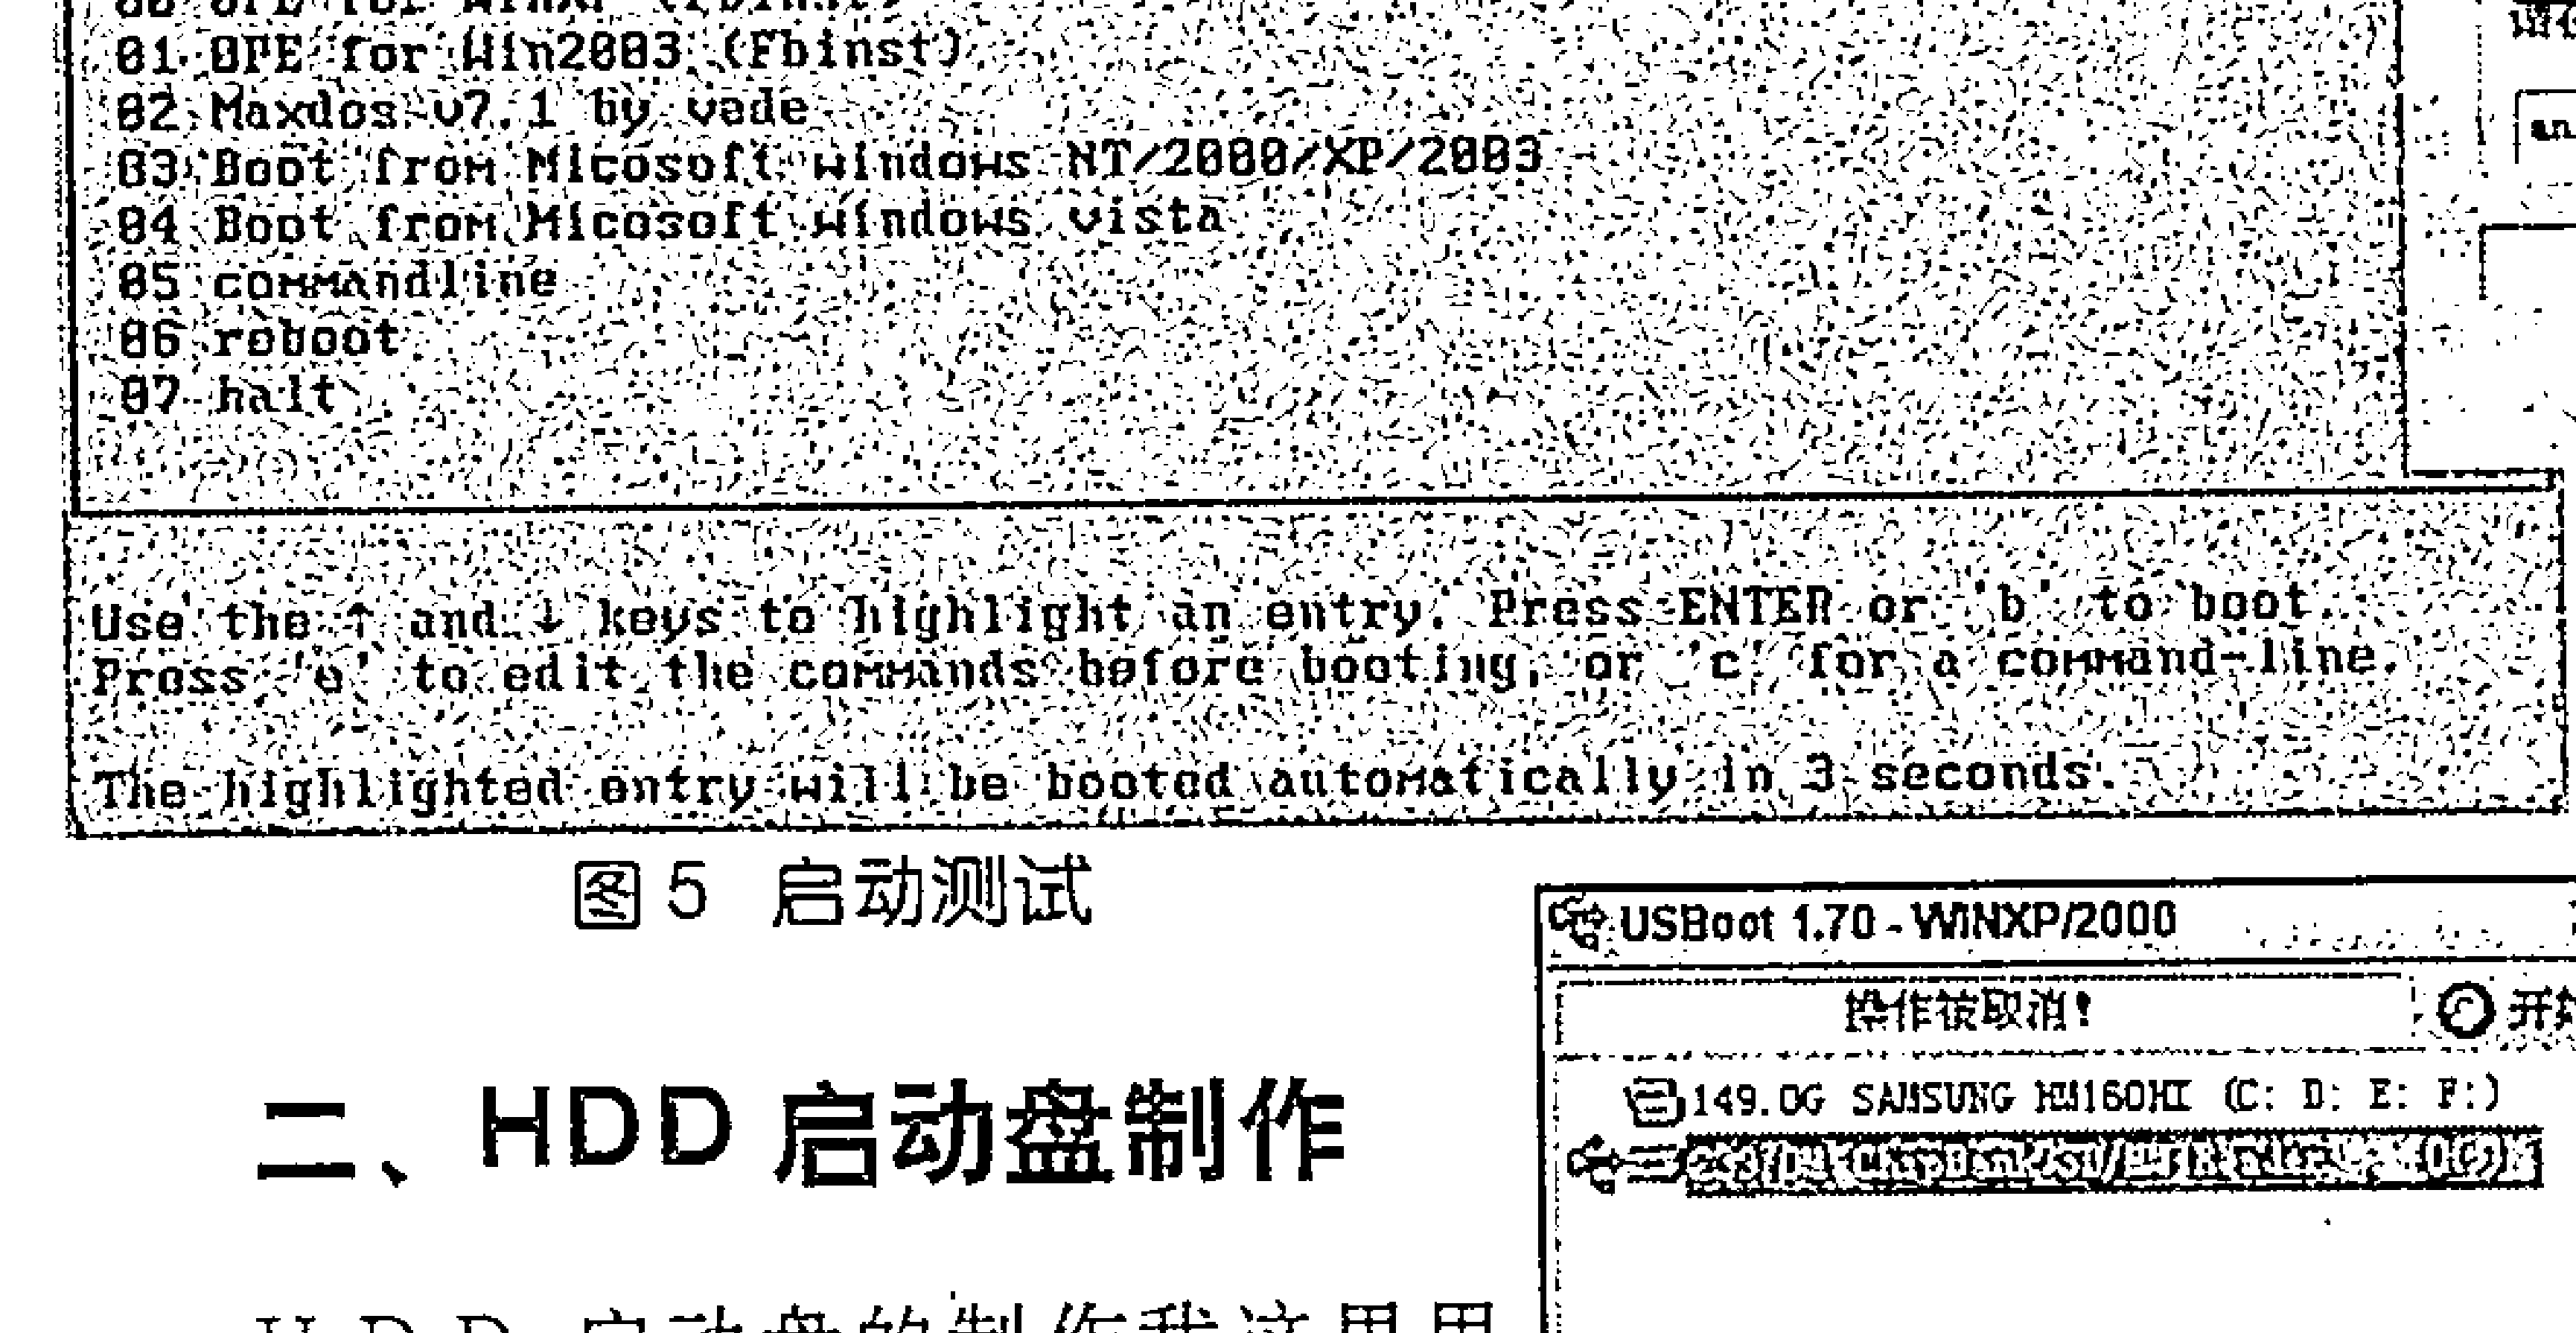 01 OPE for Win2003 (Fbinst)
02 Maxdos v7.1 by vade
03 Boot from Micosoft windows NT/2000/XP/2003
04 Boot from Micosoft windows vista
05 commandline
06 reboot
07 halt
Use the ↑ and ↓ keys to highlight an entry. Press ENTER or 'b' to boot.
Press 'e' to edit the commands before booting, or 'c' for a command-line.
The highlighted entry will be booted automatically in 3 seconds.
图 5 启动测试
二、HDD 启动盘制作
USBoot 1.70 - WINXP/2000
操作被取消!
开始
149.0G SAMSUNG HM160HI (C: D: E: F:)